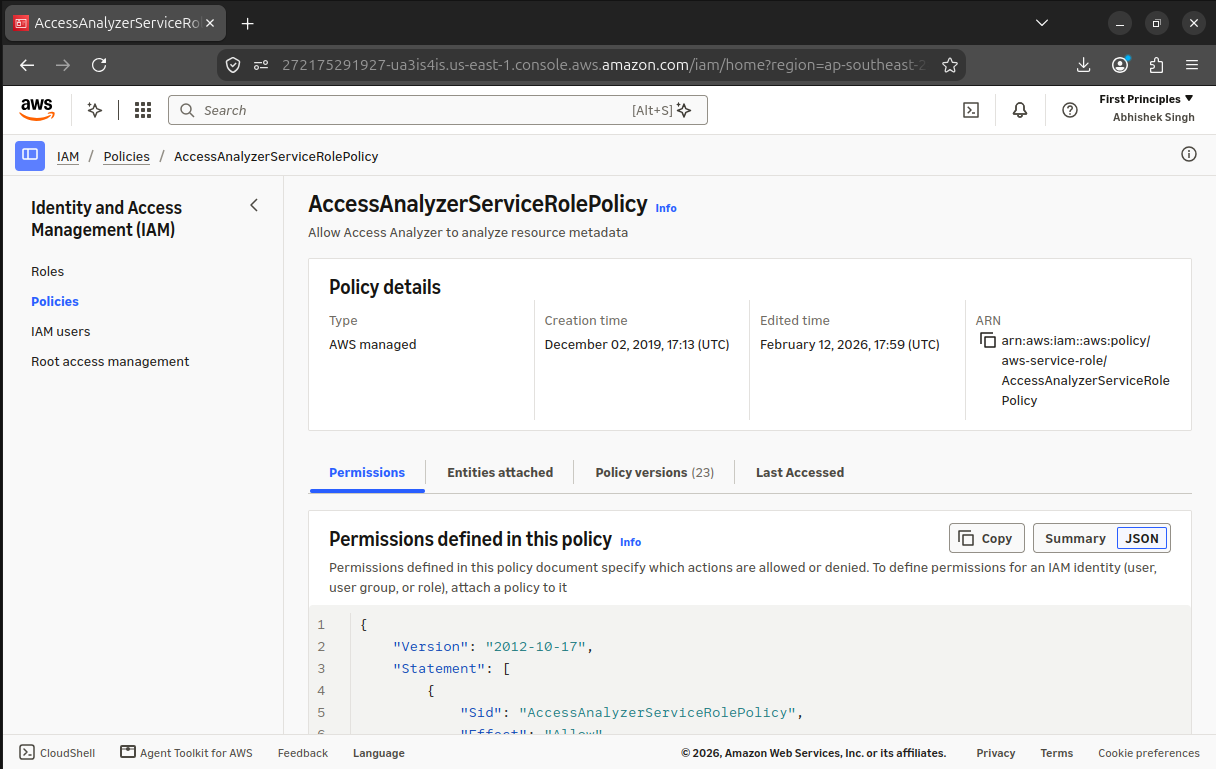 AccessAnalyzerServiceRo
272175291927-ua3is4is.us-east-1.console.aws.amazon.com/iam/home?region=ap-southeast-2
aws
Search
[Alt+S]
First Principles
Abhishek Singh
IAM / Policies / AccessAnalyzerServiceRolePolicy
Identity and Access
Management (IAM)
Roles
Policies
IAM users
Root access management
AccessAnalyzerServiceRolePolicy Info
Allow Access Analyzer to analyze resource metadata
Policy details
Type
AWS managed
Creation time
December 02, 2019, 17:13 (UTC)
Edited time
February 12, 2026, 17:59 (UTC)
ARN
arn:aws:iam::aws:policy/
aws-service-role/
AccessAnalyzerServiceRole
Policy
Permissions
Entities attached
Policy versions (23)
Last Accessed
Permissions defined in this policy Info
Copy
Summary
JSON
Permissions defined in this policy document specify which actions are allowed or denied. To define permissions for an IAM identity (user,
user group, or role), attach a policy to it
1 {
2 "Version": "2012-10-17",
3 "Statement": [
4 {
5 "Sid": "AccessAnalyzerServiceRolePolicy",
6 "Effect": "Allow"
CloudShell
Agent Toolkit for AWS
Feedback
Language
© 2026, Amazon Web Services, Inc. or its affiliates.
Privacy
Terms
Cookie preferences